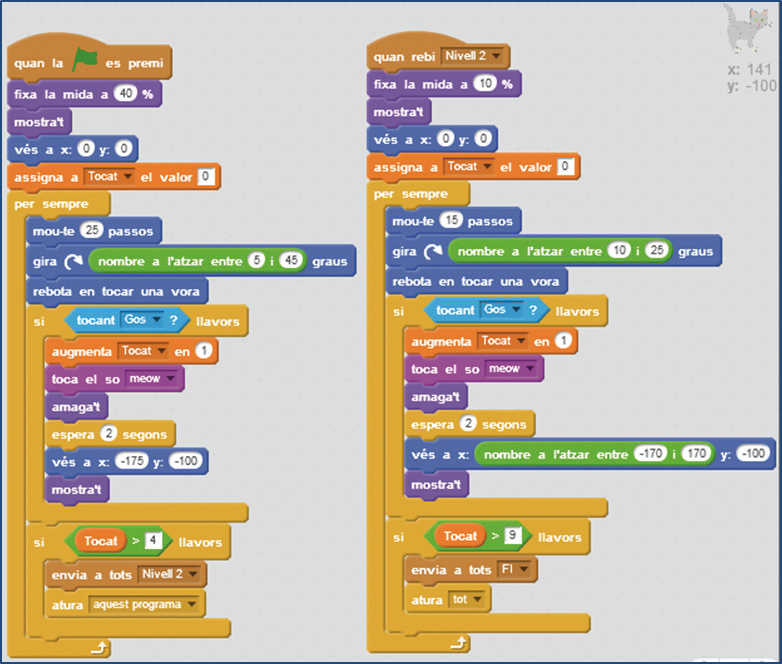 quan la es premi
fixa la mida a 40 %
mostra't
vés a x: 0 y: 0
assigna a Tocat el valor 0
per sempre
mou-te 25 passos
gira nombre a l'atzar entre 5 i 45 graus
rebota en tocar una vora
si tocant Gos ? llavors
augmenta Tocat en 1
toca el so meow
amaga't
espera 2 segons
vés a x: -175 y: -100
mostra't
si Tocat > 4 llavors
envia a tots Nivell 2
atura aquest programa
quan rebi Nivell 2
fixa la mida a 10 %
mostra't
vés a x: 0 y: 0
assigna a Tocat el valor 0
per sempre
mou-te 15 passos
gira nombre a l'atzar entre 10 i 25 graus
rebota en tocar una vora
si tocant Gos ? llavors
augmenta Tocat en 1
toca el so meow
amaga't
espera 2 segons
vés a x: nombre a l'atzar entre -170 i 170 y: -100
mostra't
si Tocat > 9 llavors
envia a tots FI
atura tot
x: 141
y: -100